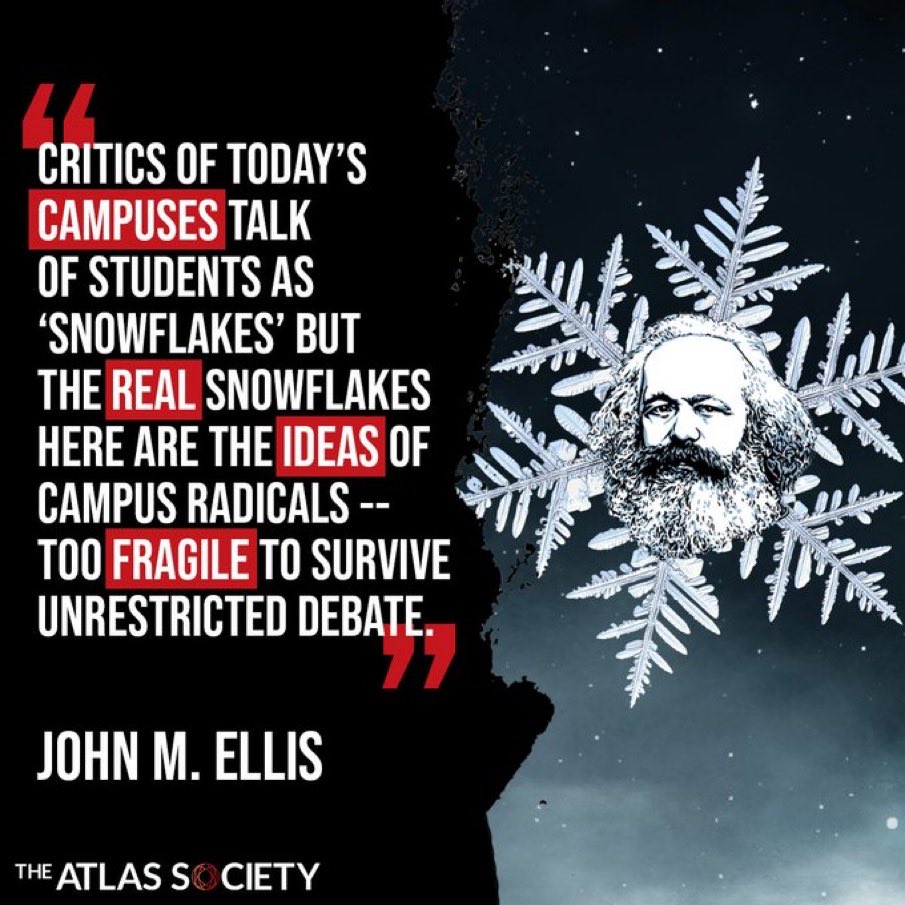 “
CRITICS OF TODAY’S
CAMPUSES TALK
OF STUDENTS AS
‘SNOWFLAKES’ BUT
THE REAL SNOWFLAKES
HERE ARE THE IDEAS OF
CAMPUS RADICALS --
TOO FRAGILE TO SURVIVE
UNRESTRICTED DEBATE.
”
JOHN M. ELLIS
THE ATLAS SOCIETY